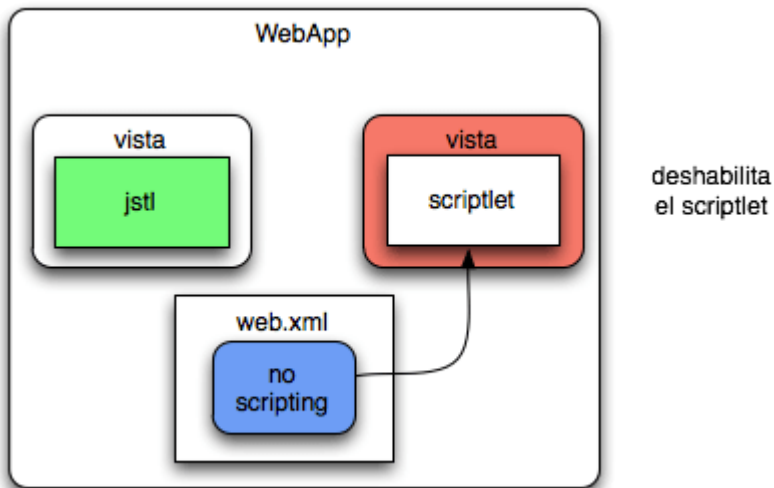 WebApp
vista
jstl
vista
scriptlet
deshabilita
el scriptlet
web.xml
no
scripting